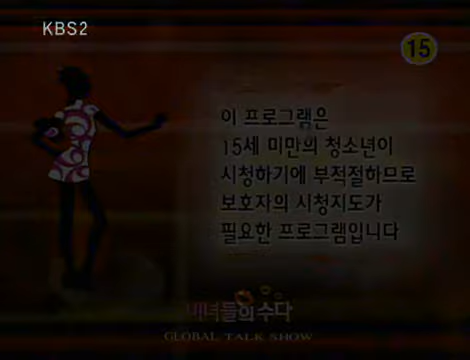 KBS2
15
이 프로그램은
15세 미만의 청소년이
시청하기에 부적절하므로
보호자의 시청지도가
필요한 프로그램입니다
미녀들의 수다
GLOBAL TALK SHOW